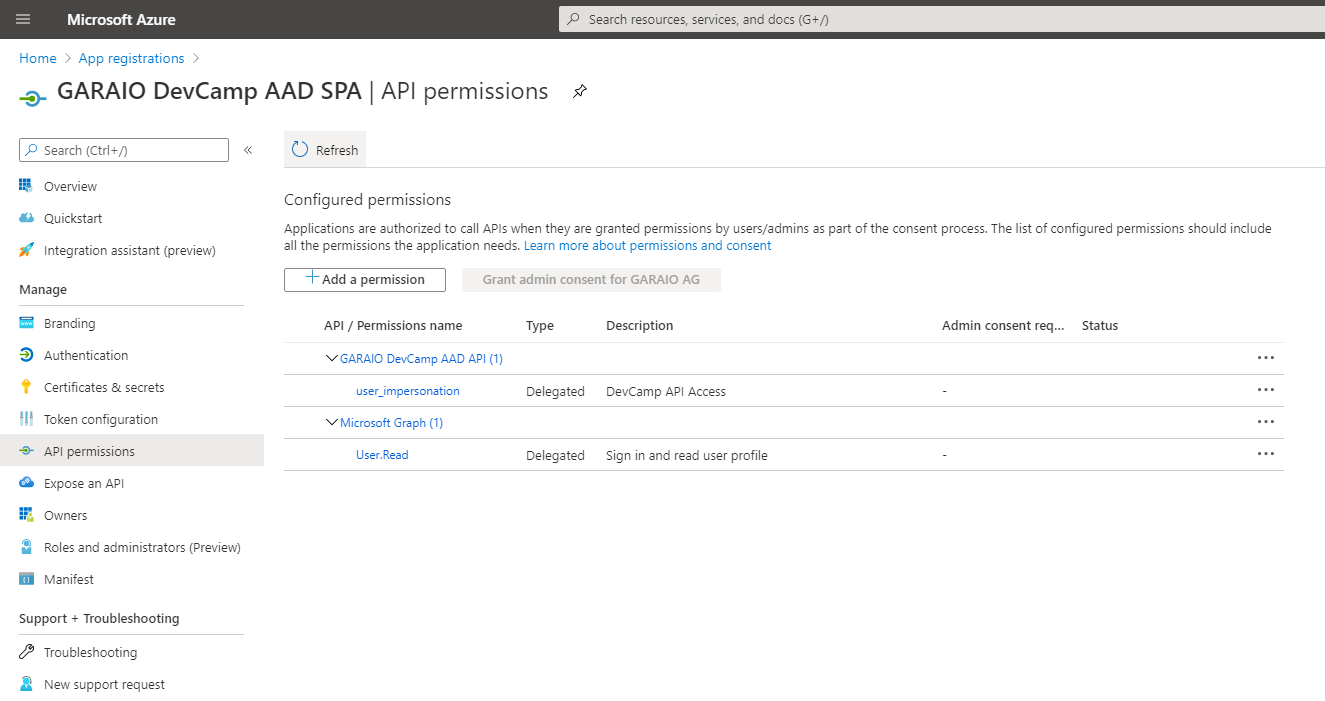 Microsoft Azure
Search resources, services, and docs (G+/)
Home > App registrations >
GARAIO DevCamp AAD SPA | API permissions
Search (Ctrl+/)
«
Overview
Quickstart
Integration assistant (preview)
Manage
Branding
Authentication
Certificates & secrets
Token configuration
API permissions
Expose an API
Owners
Roles and administrators (Preview)
Manifest
Support + Troubleshooting
Troubleshooting
New support request
Refresh
Configured permissions
Applications are authorized to call APIs when they are granted permissions by users/admins as part of the consent process. The list of configured permissions should include
all the permissions the application needs. Learn more about permissions and consent
Add a permission Grant admin consent for GARAIO AG
API / Permissions name Type Description Admin consent req... Status
GARAIO DevCamp AAD API (1)
user_impersonation Delegated DevCamp API Access -
Microsoft Graph (1)
User.Read Delegated Sign in and read user profile -